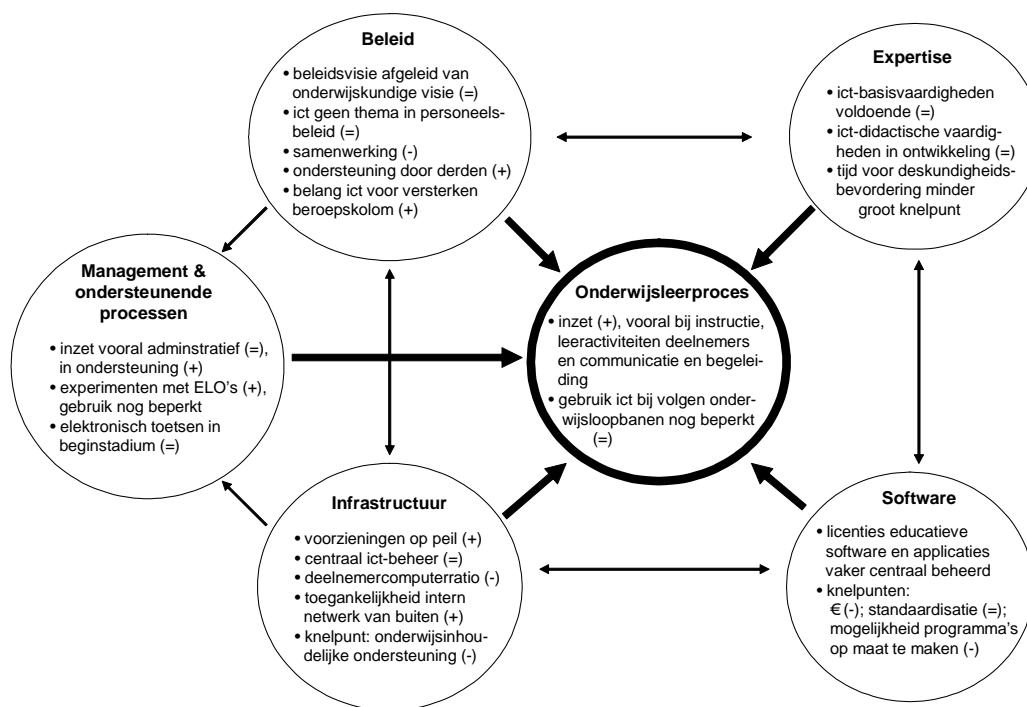 Beleid
• beleidsvisie afgeleid van
onderwijskundige visie (=)
• ict geen thema in personeels-
beleid (=)
• samenwerking (-)
• ondersteuning door derden (+)
• belang ict voor versterken
beroepskolom (+)
Expertise
• ict-basisvaardigheden
voldoende (=)
• ict-didactische vaardig-
heden in ontwikkeling (=)
• tijd voor deskundigheids-
bevordering minder
groot knelpunt
Management &
ondersteunende
processen
• inzet vooral adminstratief (=),
in ondersteuning (+)
• experimenten met ELO's (+),
gebruik nog beperkt
• elektronisch toetsen in
beginstadium (=)
Onderwijsleerproces
• inzet (+), vooral bij instructie,
leeractiviteiten deelnemers
en communicatie en begelei-
ding
• gebruik ict bij volgen onder-
wijsloopbanen nog beperkt
(=)
Infrastructuur
• voorzieningen op peil (+)
• centraal ict-beheer (=)
• deelnemercomputerratio (-)
• toegankelijkheid intern
netwerk van buiten (+)
• knelpunt: onderwijsinhou-
delijke ondersteuning (-)
Software
• licenties educatieve
software en applicaties
vaker centraal beheerd
• knelpunten:
€ (-); standaardisatie (=);
mogelijkheid programma's
op maat te maken (-)